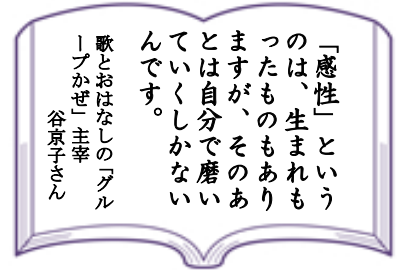 「感性」という
のは、生まれも
ったものもあり
ますが、そのあ
とは自分で磨い
ていくしかない
んです。
歌とおはなしの「グル
ープかぜ」主宰
谷京子さん